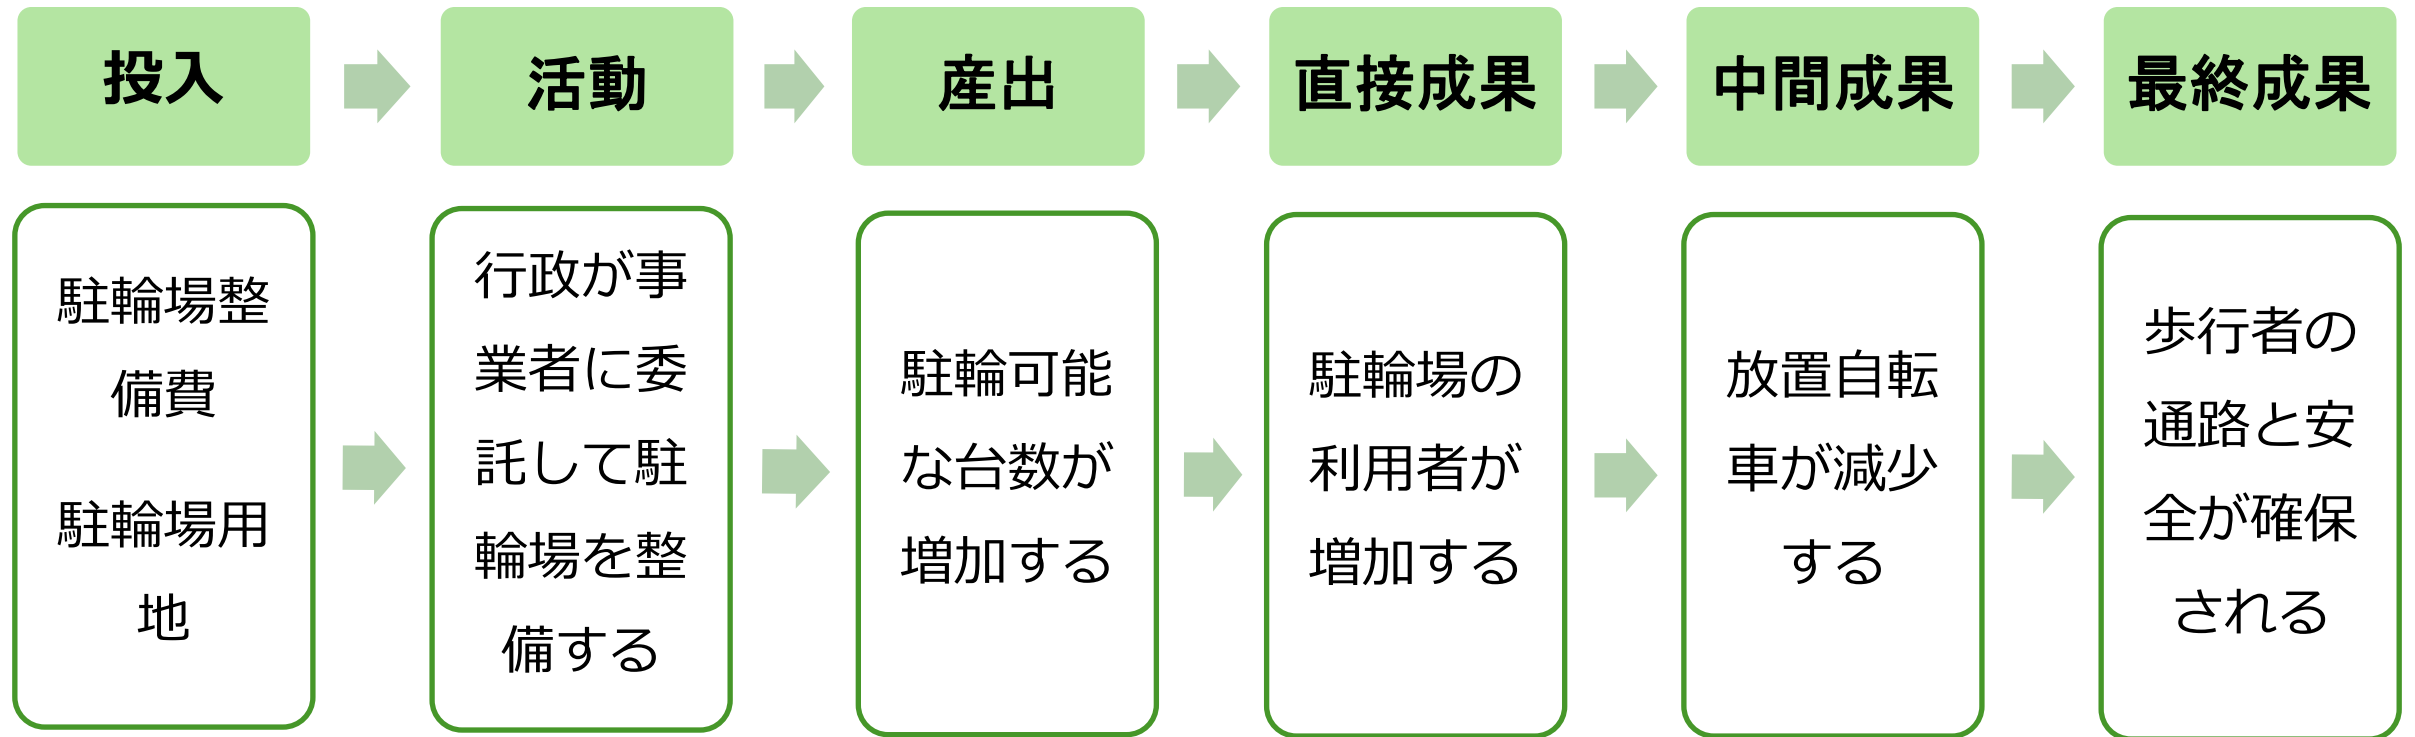 投入
活動
産出
直接成果
中間成果
最終成果
駐輪場整
備費
駐輪場用
地
行政が事
業者に委
託して駐
輪場を整
備する
駐輪可能
な台数が
増加する
駐輪場の
利用者が
増加する
放置自転
車が減少
する
歩行者の
通路と安
全が確保
される